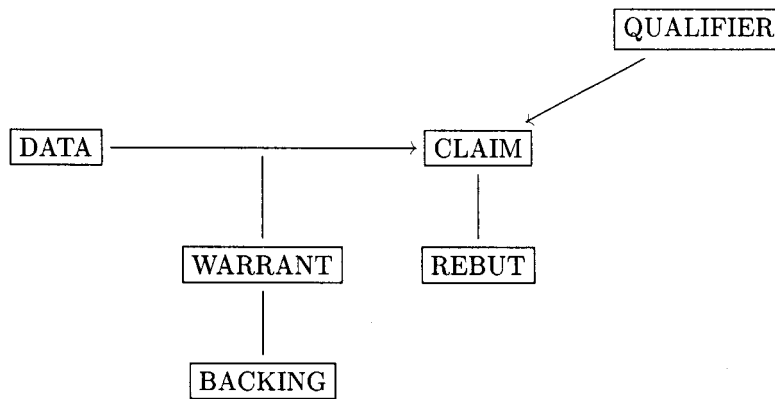 QUALIFIER
DATA
CLAIM
WARRANT
REBUT
BACKING